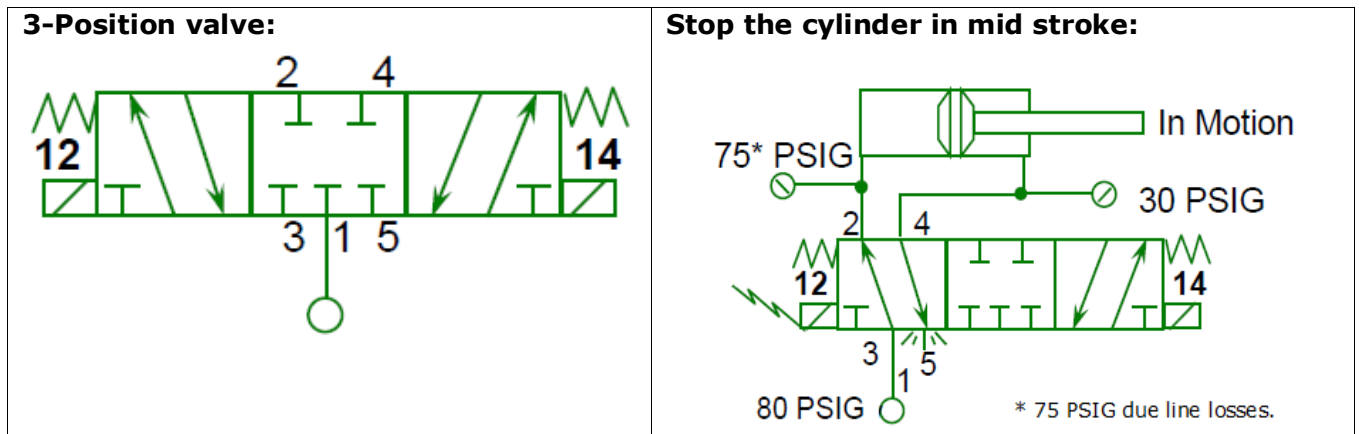 3-Position valve:
2 4
12 14
3 1 5
Stop the cylinder in mid stroke:
In Motion
75* PSIG
30 PSIG
2 4
12 14
3 1 5
80 PSIG
* 75 PSIG due line losses.